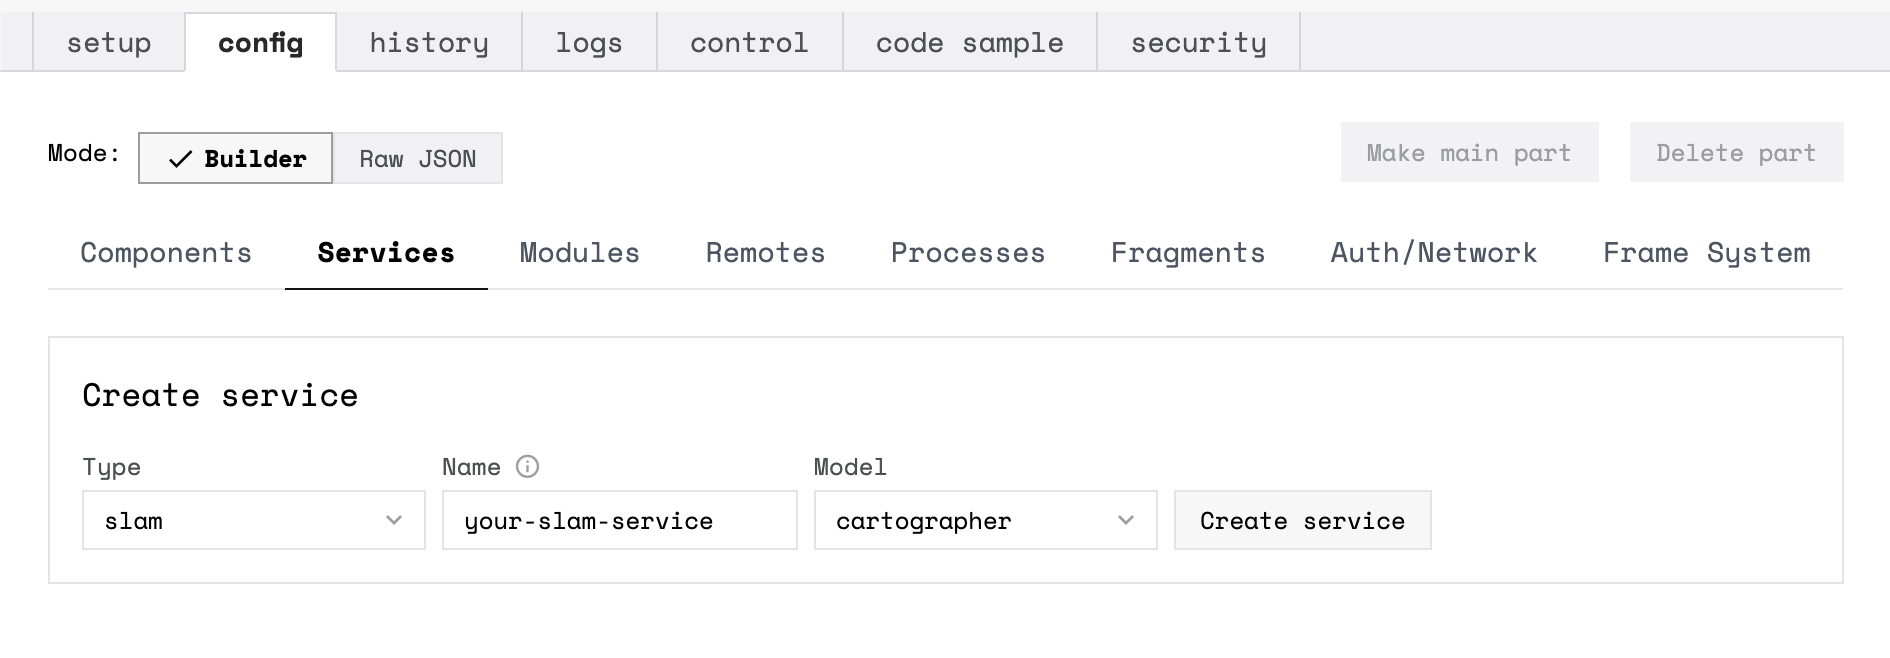 setup config history logs control code sample security
Mode: Builder Raw JSON Make main part Delete part
Components Services Modules Remotes Processes Fragments Auth/Network Frame System
Create service
Type Name Model
slam your-slam-service cartographer Create service